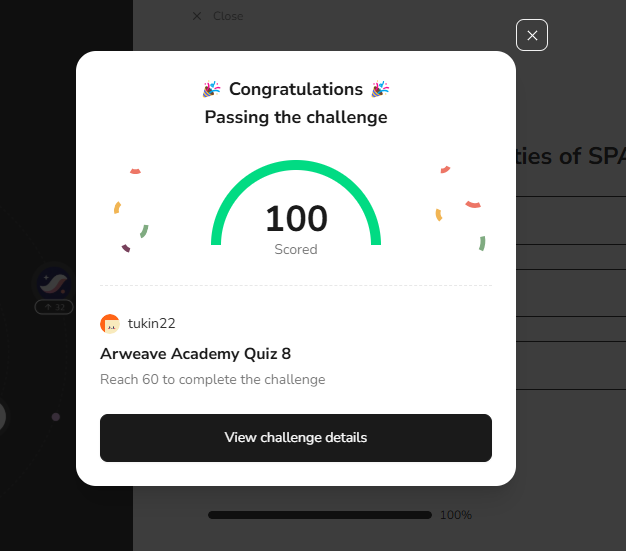 Close
ties of SPA
🎉 Congratulations 🎉
Passing the challenge
100
Scored
32
tukin22
Arweave Academy Quiz 8
Reach 60 to complete the challenge
View challenge details
100%